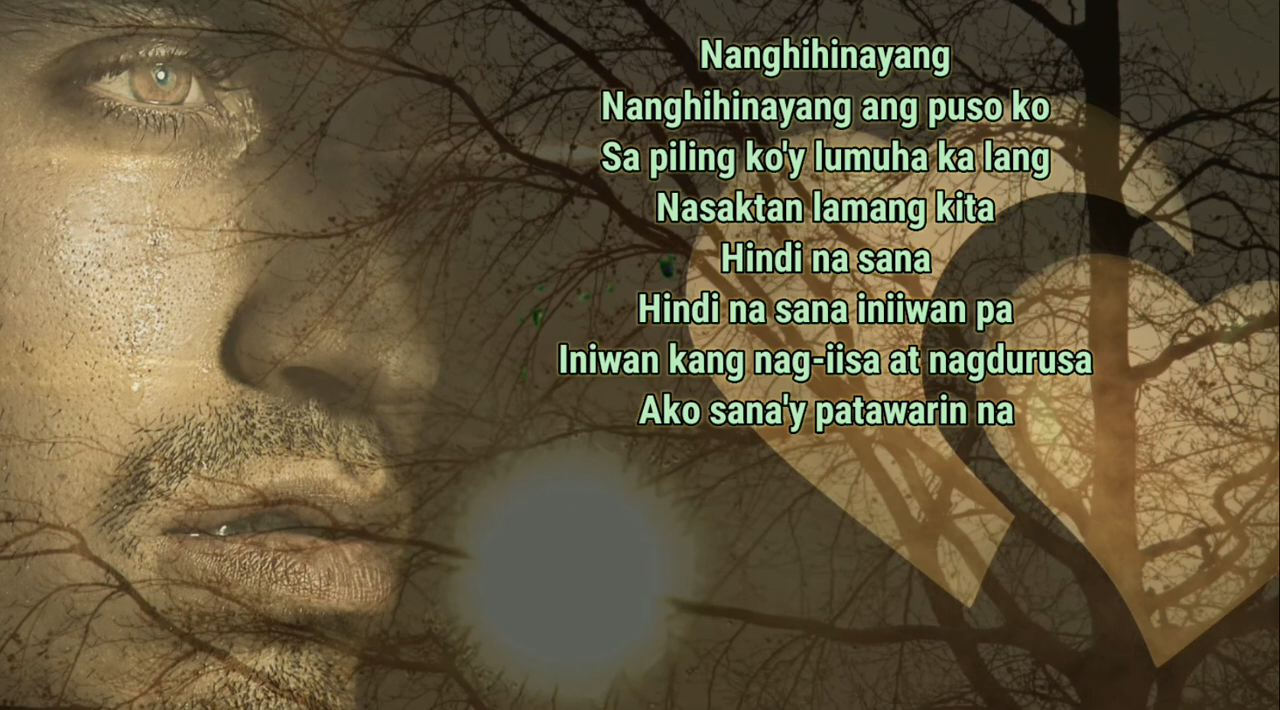 Nanghihinayang
Nanghihinayang ang puso ko
Sa piling ko'y lumuha ka lang
Nasaktan lamang kita
Hindi na sana
Hindi na sana iniiwan pa
Iniwan kang nag-iisa at nagdurusa
Ako sana'y patawarin na